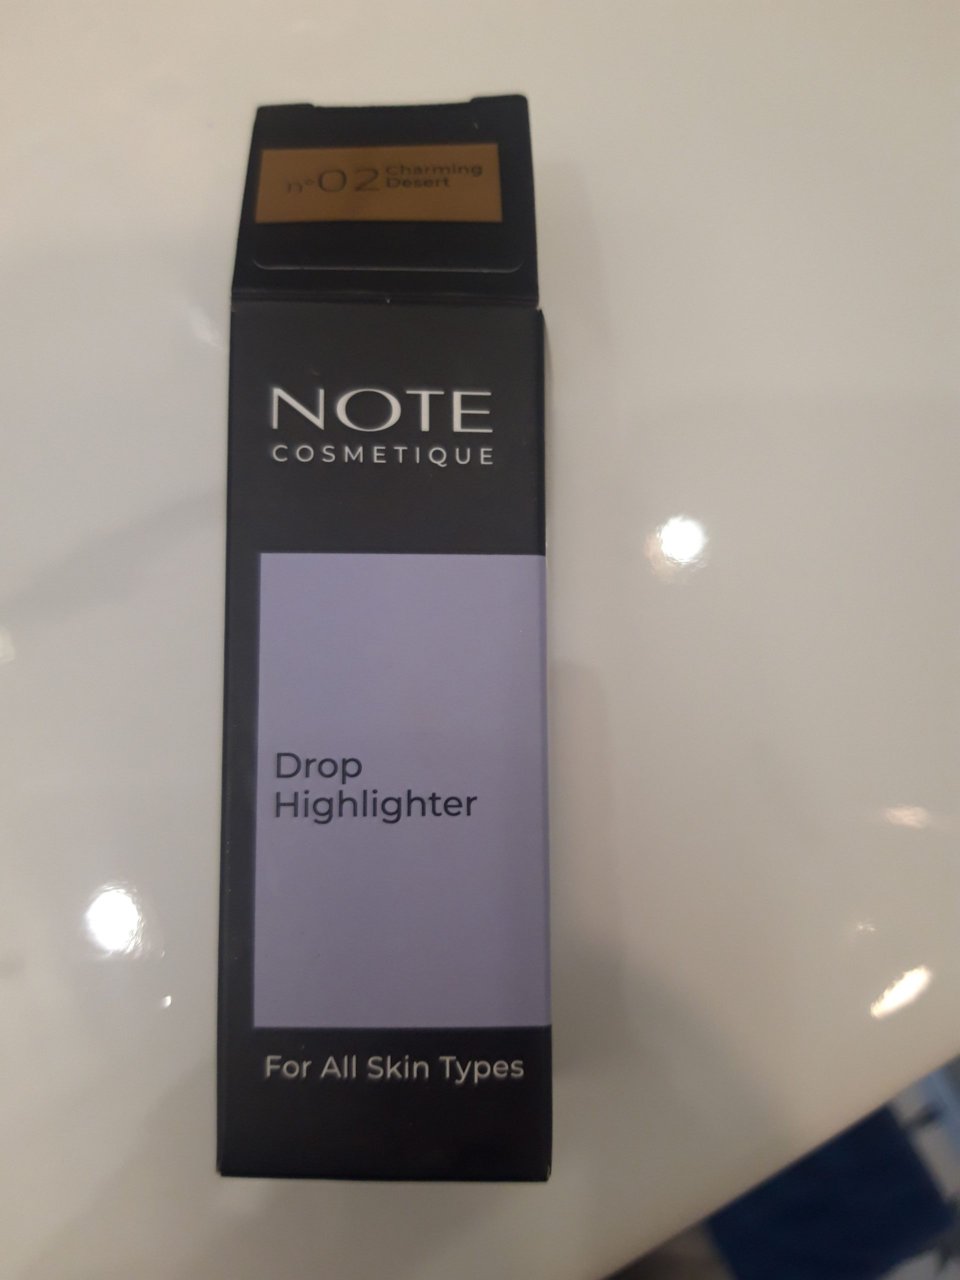 n°02 Charming
Desert
NOTE
COSMETIQUE
Drop
Highlighter
For All Skin Types